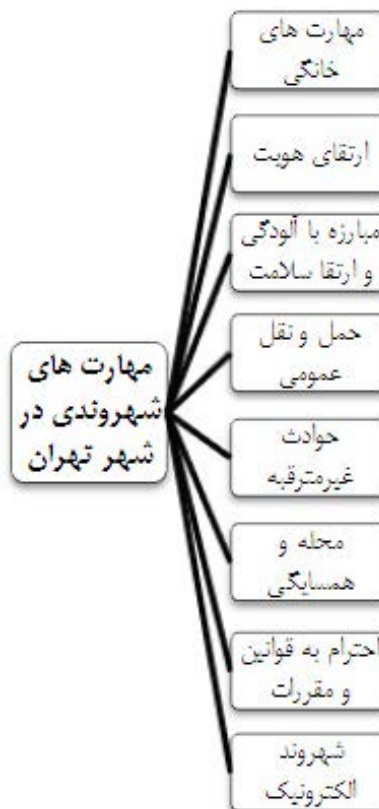 مهارت های
شهروندی در
شهر تهران
مهارت های
خانگی
ارتقای هویت
مبارزه با آلودگی
و ارتقا سلامت
حمل و نقل
عمومی
حوادث
غیرمترقبه
محله و
همسایگی
احترام به قوانین
و مقررات
شهروند
الکترونیک